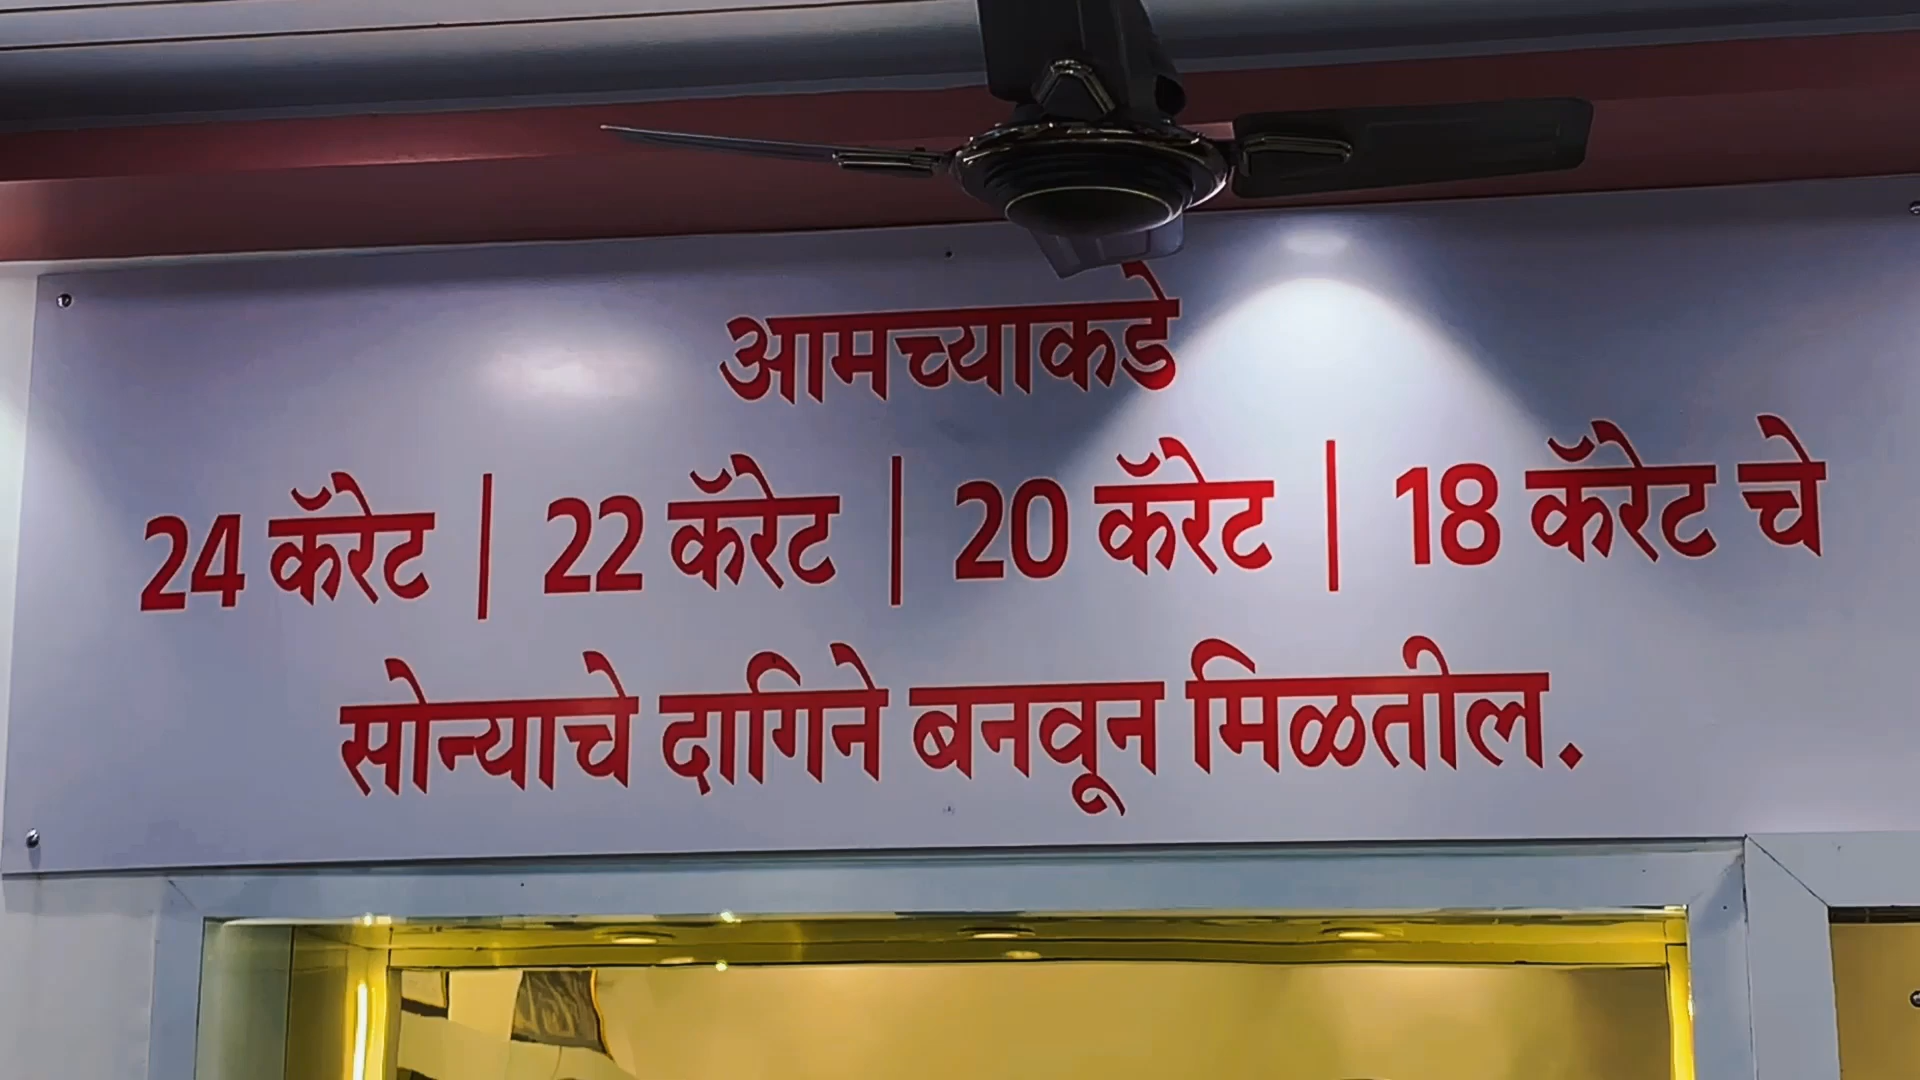 आमच्याकडे
24 कॅरेट | 22 कॅरेट | 20 कॅरेट | 18 कॅरेट चे
सोन्याचे दागिने बनवून मिळतील.